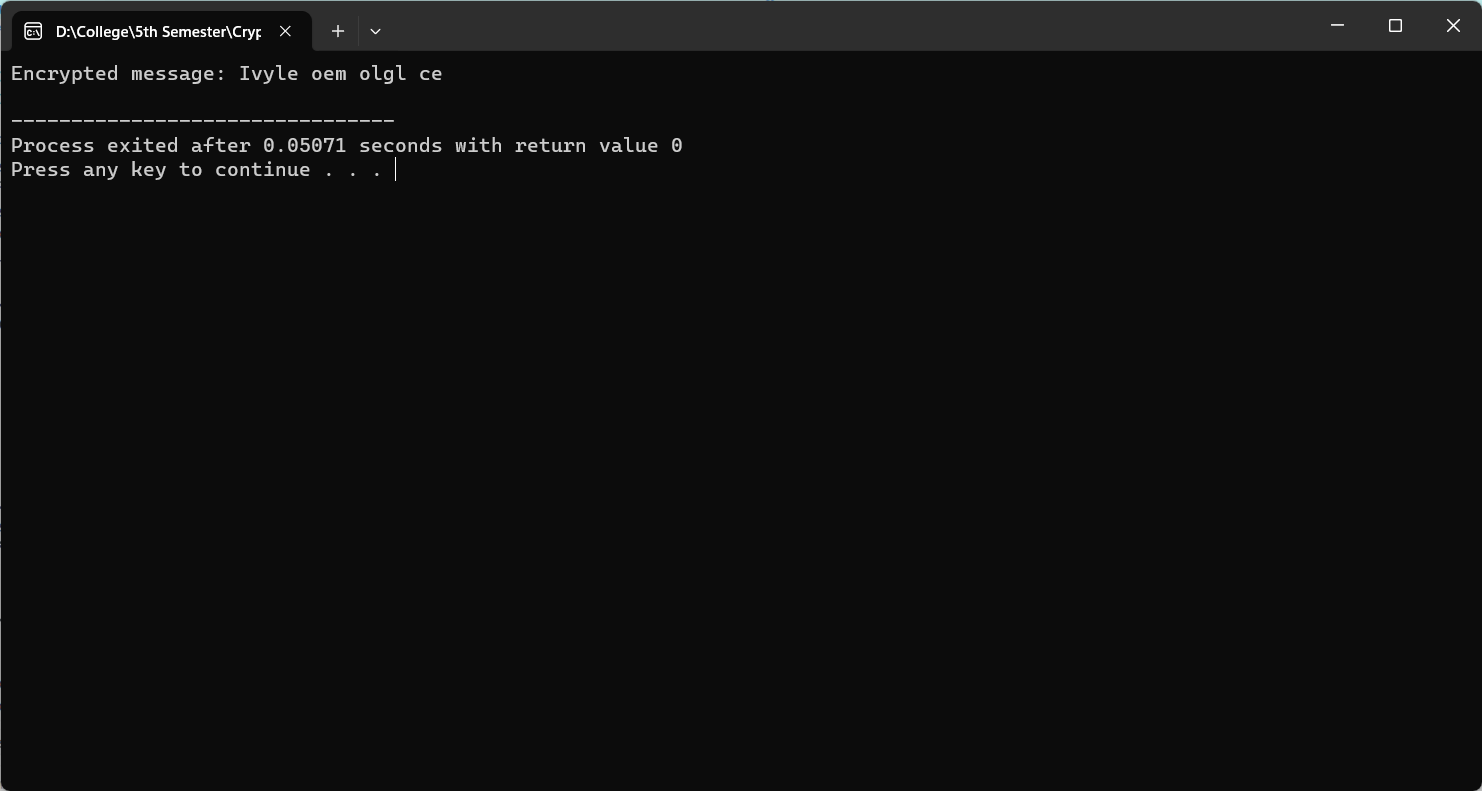 D:\College\5th Semester\Cryp
Encrypted message: Ivyle oem olgl ce
--------------------------------
Process exited after 0.05071 seconds with return value 0
Press any key to continue . . .